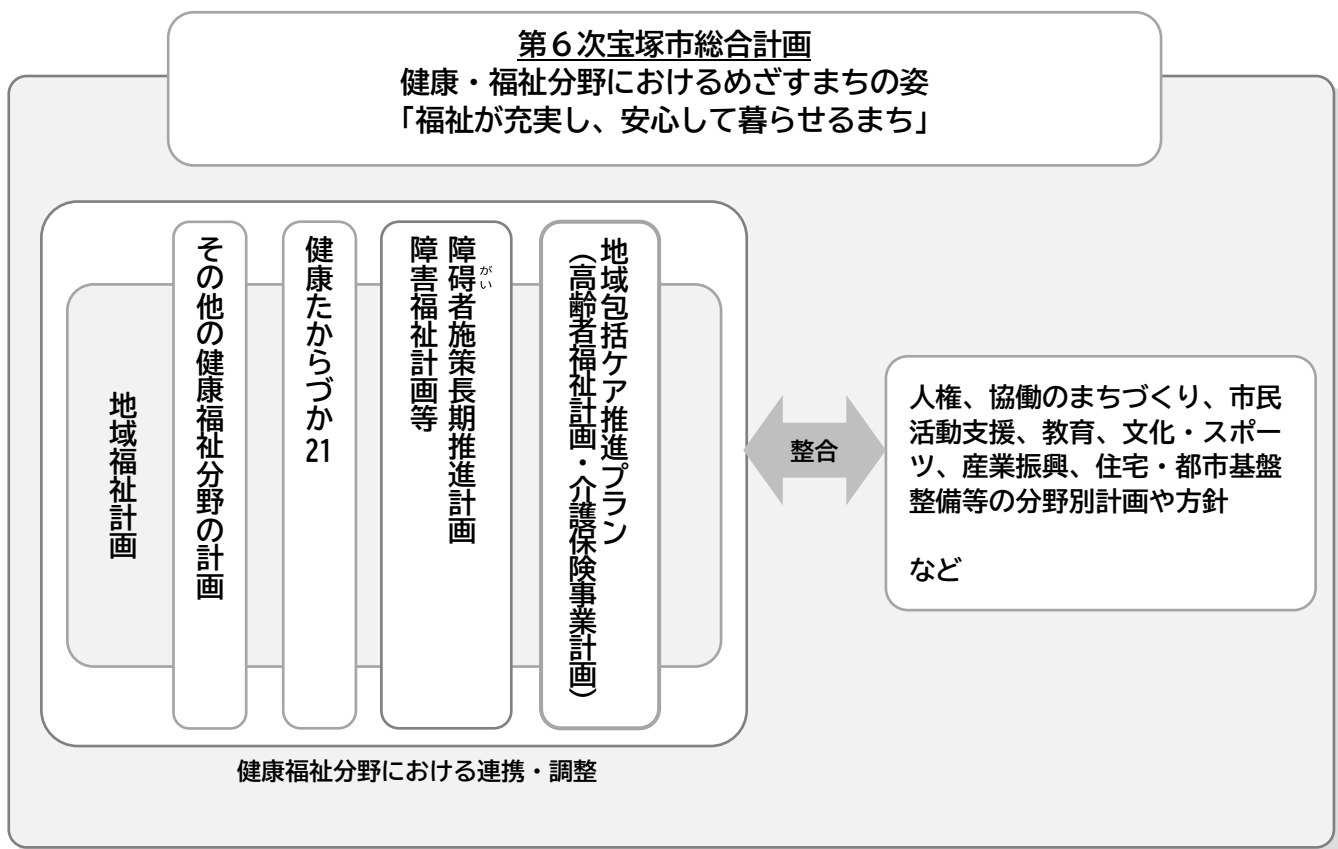 第６次宝塚市総合計画
健康・福祉分野におけるめざすまちの姿
「福祉が充実し、安心して暮らせるまち」
地域包括ケア推進プラン
（高齢者福祉計画・介護保険事業計画）
障碍者施策長期推進計画
がい
障害福祉計画等
健康たからづか21
その他の健康福祉分野の計画
地域福祉計画
健康福祉分野における連携・調整
整合
人権、協働のまちづくり、市民
活動支援、教育、文化・スポー
ツ、産業振興、住宅・都市基盤
整備等の分野別計画や方針
など